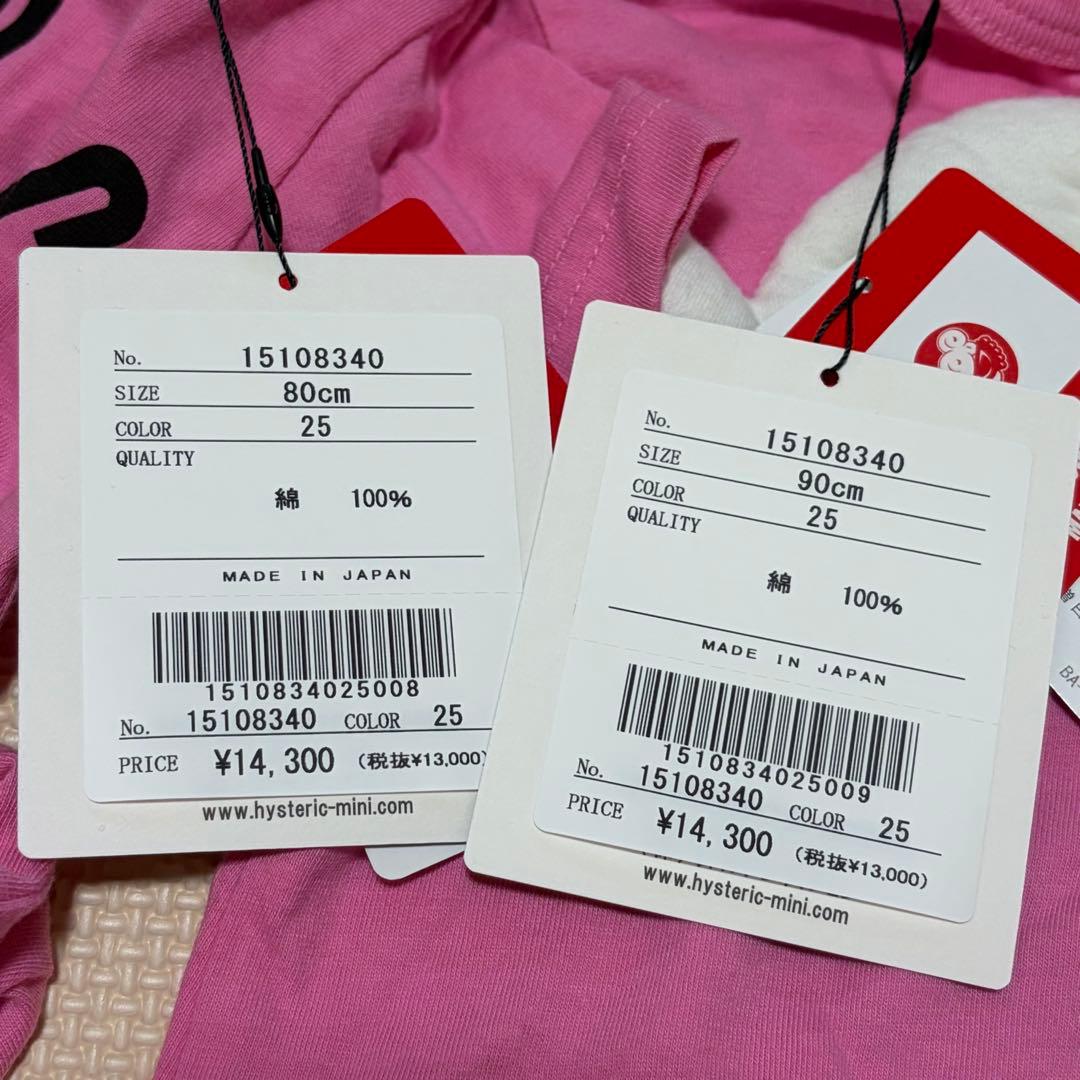 No. 15108340
SIZE 80cm
COLOR 25
QUALITY
綿 100%
MADE IN JAPAN
1510834025008
No. 15108340 COLOR 25
PRICE ¥14,300 (税抜¥13,000)
www.hysteric-mini.com
No. 15108340
SIZE 90cm
COLOR 25
QUALITY
綿 100%
MADE IN JAPAN
1510834025009
No. 15108340 COLOR 25
PRICE ¥14,300 (税抜¥13,000)
www.hysteric-mini.com